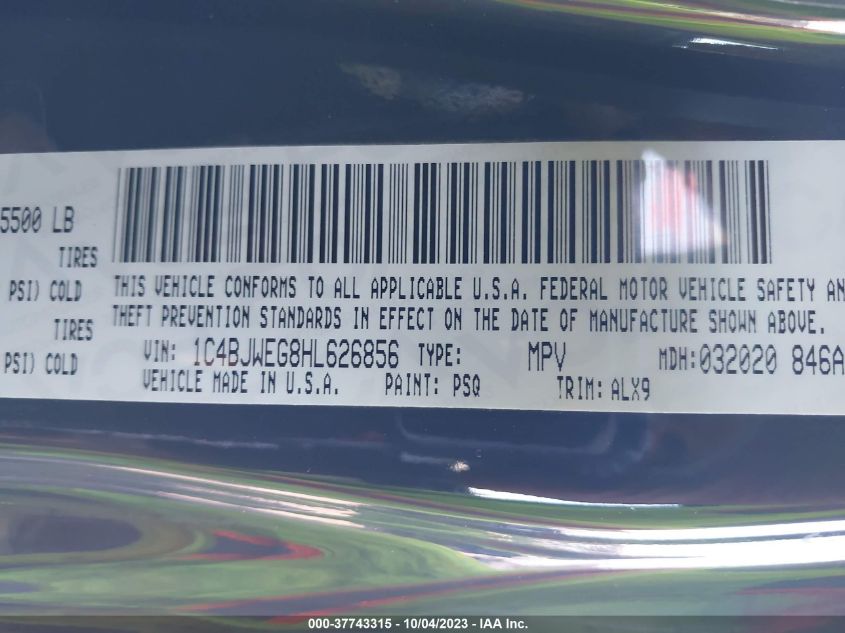 5500 LB
TIRES
PSI) COLD
TIRES
PSI) COLD
THIS VEHICLE CONFORMS TO ALL APPLICABLE U.S.A. FEDERAL MOTOR VEHICLE SAFETY AN
THEFT PREVENTION STANDARDS IN EFFECT ON THE DATE OF MANUFACTURE SHOWN ABOVE.
VIN: 1C4BJWEG8HL626856 TYPE: MPV MDH:032020 846A
VEHICLE MADE IN U.S.A. PAINT: PSQ TRIM: ALX9
000-37743315 - 10/04/2023 - IAA Inc.